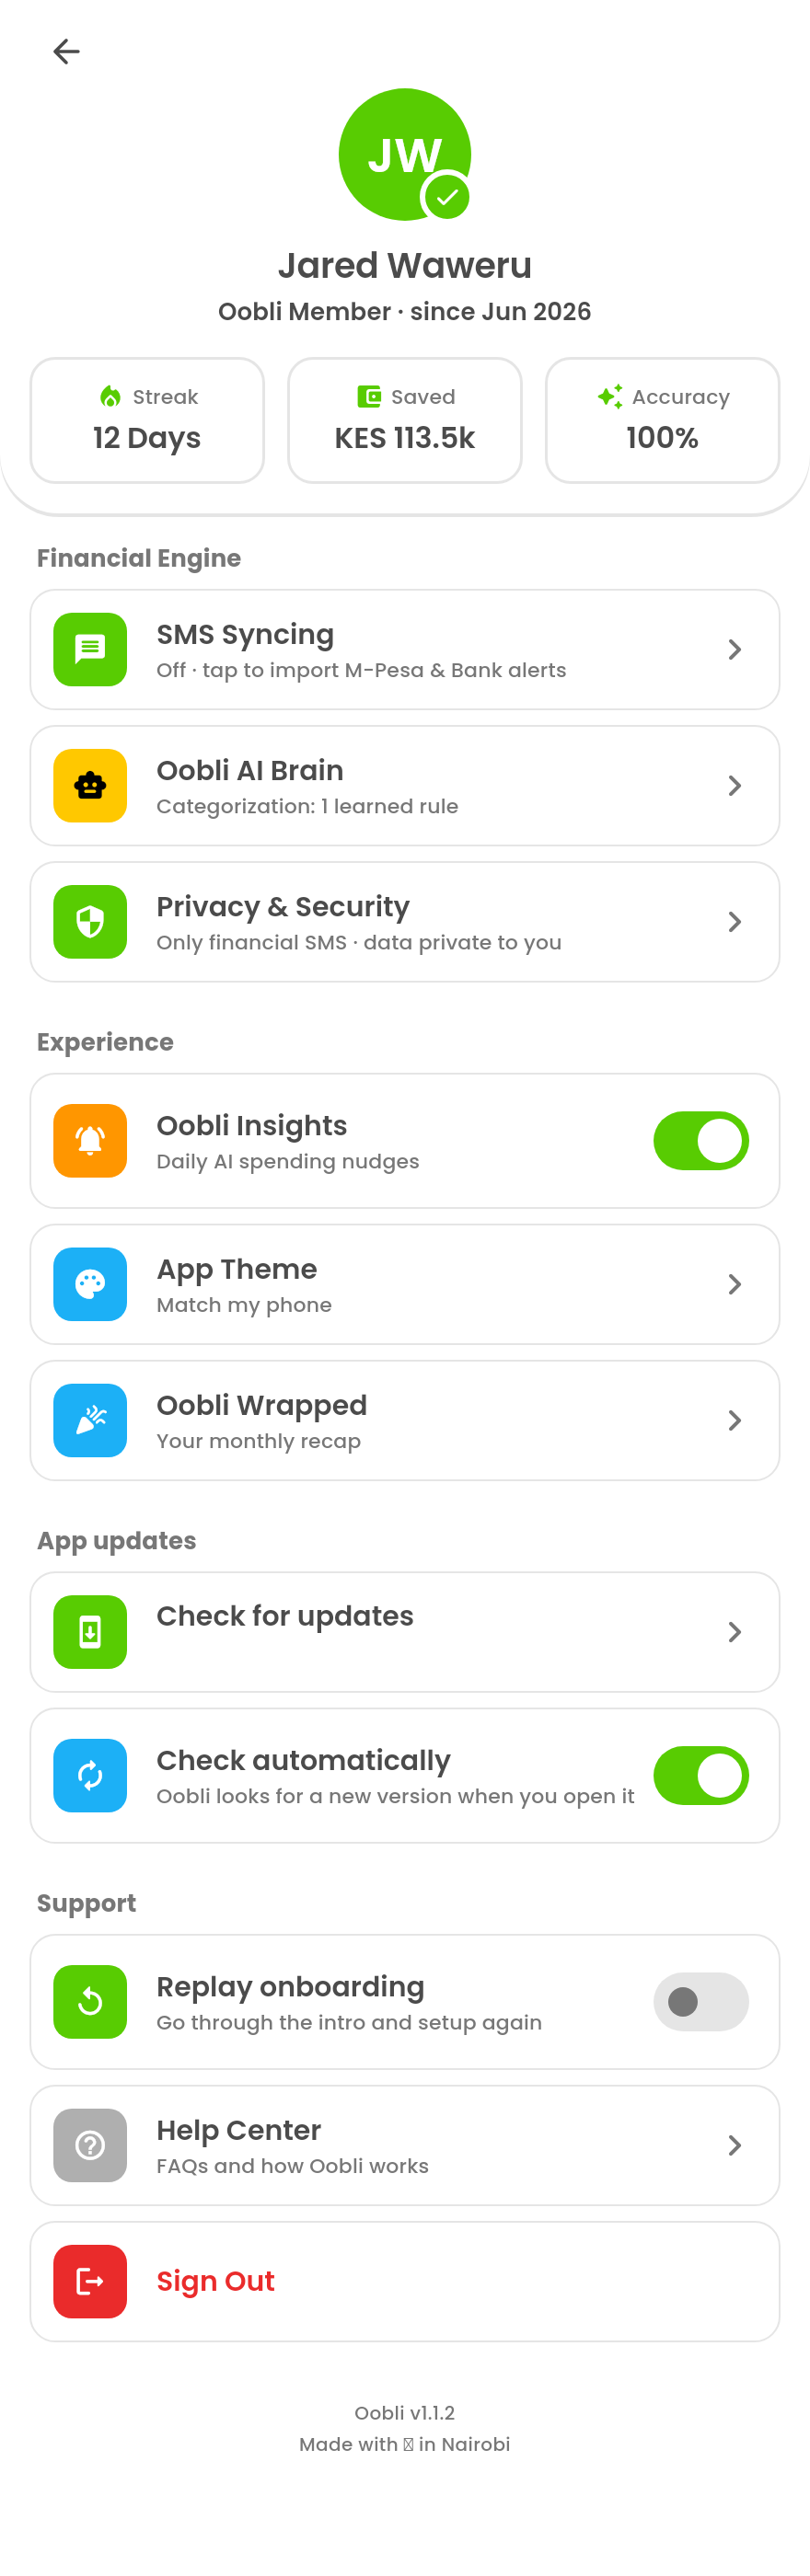 JW
Jared Waweru
Oobli Member · since Jun 2026
Streak
12 Days
Saved
KES 113.5k
Accuracy
100%
Financial Engine
SMS Syncing
Off · tap to import M-Pesa & Bank alerts
Oobli AI Brain
Categorization: 1 learned rule
Privacy & Security
Only financial SMS · data private to you
Experience
Oobli Insights
Daily AI spending nudges
App Theme
Match my phone
Oobli Wrapped
Your monthly recap
App updates
Check for updates
Check automatically
Oobli looks for a new version when you open it
Support
Replay onboarding
Go through the intro and setup again
Help Center
FAQs and how Oobli works
Sign Out
Oobli v1.1.2
Made with in Nairobi